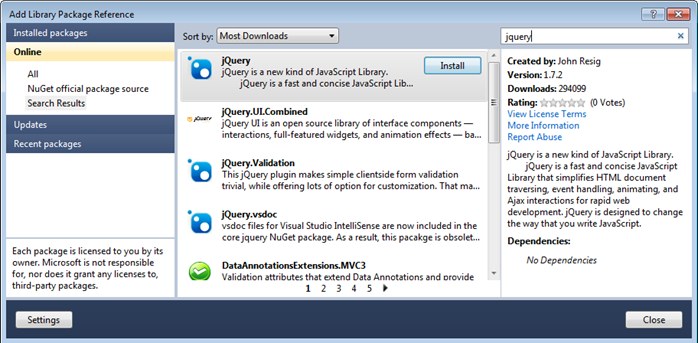 Add Library Package Reference
Installed packages
Online
All
NuGet official package source
Search Results
Updates
Recent packages
Each package is licensed to you by its
owner. Microsoft is not responsible
for, nor does it grant any licenses to,
third-party packages.
Sort by: Most Downloads
jQuery
jQuery is a new kind of JavaScript Library.
jQuery is a fast and concise JavaScript Lib...
Install
jQuery
jQuery.UI.Combined
jQuery UI is an open source library of interface components —
interactions, full-featured widgets, and animation effects — ba...
jQuery.Validation
This jQuery plugin makes simple clientside form validation
trivial, while offering lots of option for customization. That ma...
jQuery.vsdoc
vsdoc files for Visual Studio IntelliSense are now included in the
core jquery NuGet package. As a result, this pacakge is obsolet...
DataAnnotationsExtensions.MVC3
Validation attributes that extend Data Annotations and provide
1 2 3 4 5
jquery
Created by: John Resig
Version: 1.7.2
Downloads: 294099
Rating: (0 Votes)
View License Terms
More Information
Report Abuse
jQuery is a new kind of JavaScript Library.
jQuery is a fast and concise JavaScript
Library that simplifies HTML document
traversing, event handling, animating, and
Ajax interactions for rapid web
development. jQuery is designed to change
the way that you write JavaScript.
Dependencies:
No Dependencies
Settings
Close